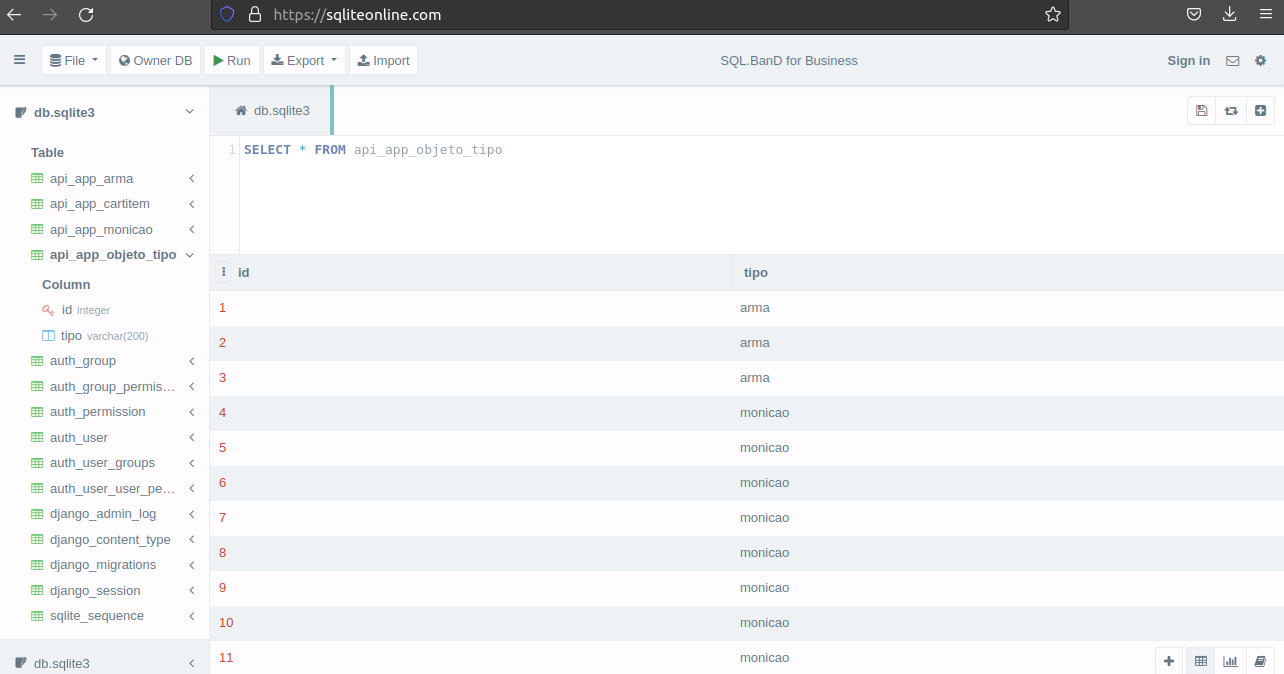 https://sqliteonline.com
File Owner DB Run Export Import SQL.BanD for Business Sign in
db.sqlite3
Table
api_app_arma
api_app_cartitem
api_app_monicao
api_app_objeto_tipo
Column
id integer
tipo varchar(200)
auth_group
auth_group_permis...
auth_permission
auth_user
auth_user_groups
auth_user_user_pe...
django_admin_log
django_content_type
django_migrations
django_session
sqlite_sequence
db.sqlite3
db.sqlite3
1 SELECT * FROM api_app_objeto_tipo
id tipo
1 arma
2 arma
3 arma
4 monicao
5 monicao
6 monicao
7 monicao
8 monicao
9 monicao
10 monicao
11 monicao